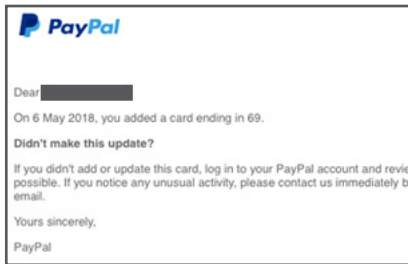 PayPal
Dear
On 6 May 2018, you added a card ending in 69.
Didn't make this update?
If you didn't add or update this card, log in to your PayPal account and
possible. If you notice any unusual activity, please contact us immediately
email.
Yours sincerely,
PayPal